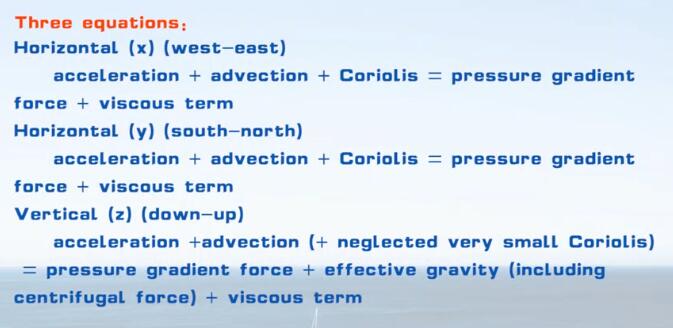 Three equations:
Horizontal (x) (west-east)
acceleration + advection + Coriolis = pressure gradient
force + viscous term
Horizontal (y) (south-north)
acceleration + advection + Coriolis = pressure gradient
force + viscous term
Vertical (z) (down-up)
acceleration +advection (+ neglected very small Coriolis)
= pressure gradient force + effective gravity (including
centrifugal force) + viscous term